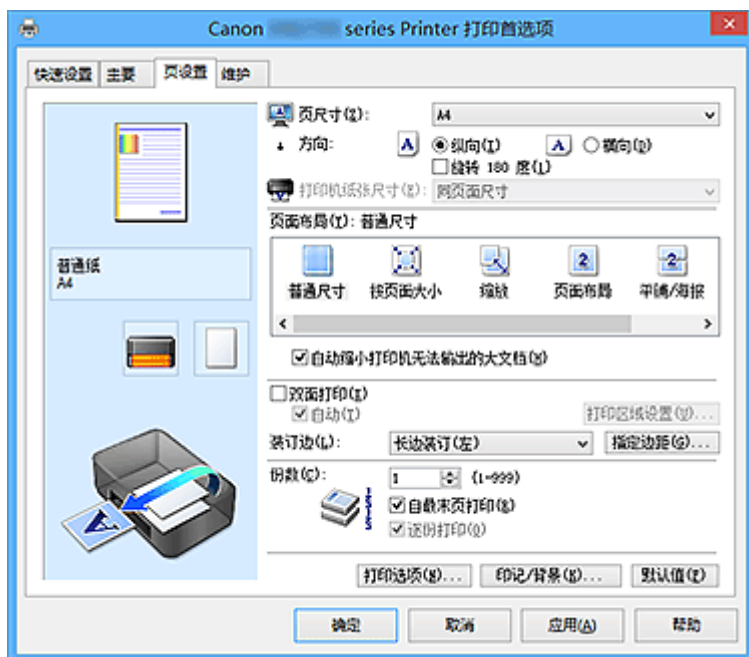 Canon series Printer 打印首选项
快速设置 主要 页设置 维护
页尺寸(Z): A4
方向: A 纵向(I) A 横向(D)
旋转 180 度(L)
打印机纸张尺寸(E): 同页面尺寸
页面布局(Y): 普通尺寸
普通尺寸 按页面大小 缩放 页面布局 平铺/海报
自动缩小打印机无法输出的大文档(W)
普通纸
A4
双面打印(X)
自动(T) 打印区域设置(U)...
装订边(L): 长边装订(左) 指定边距(G)...
份数(C): 1 (1-999)
自最末页打印(R)
逐份打印(O)
打印选项(N)... 印记/背景(K)... 默认值(F)
确定 取消 应用(A) 帮助